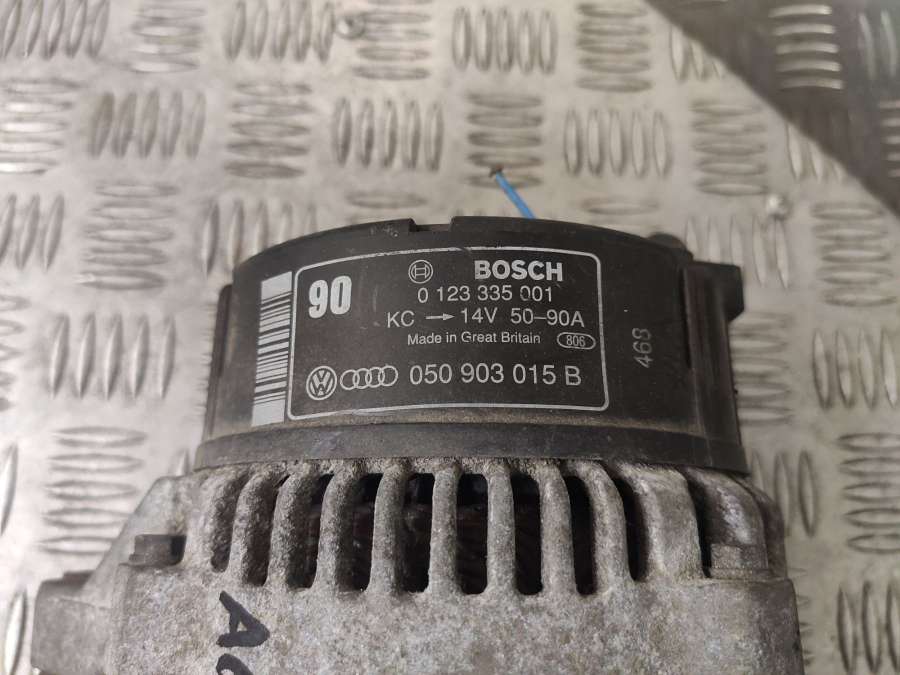 90
BOSCH
0 123 335 001
KC → 14V 50–90A
Made in Great Britain 806
050 903 015 B
468